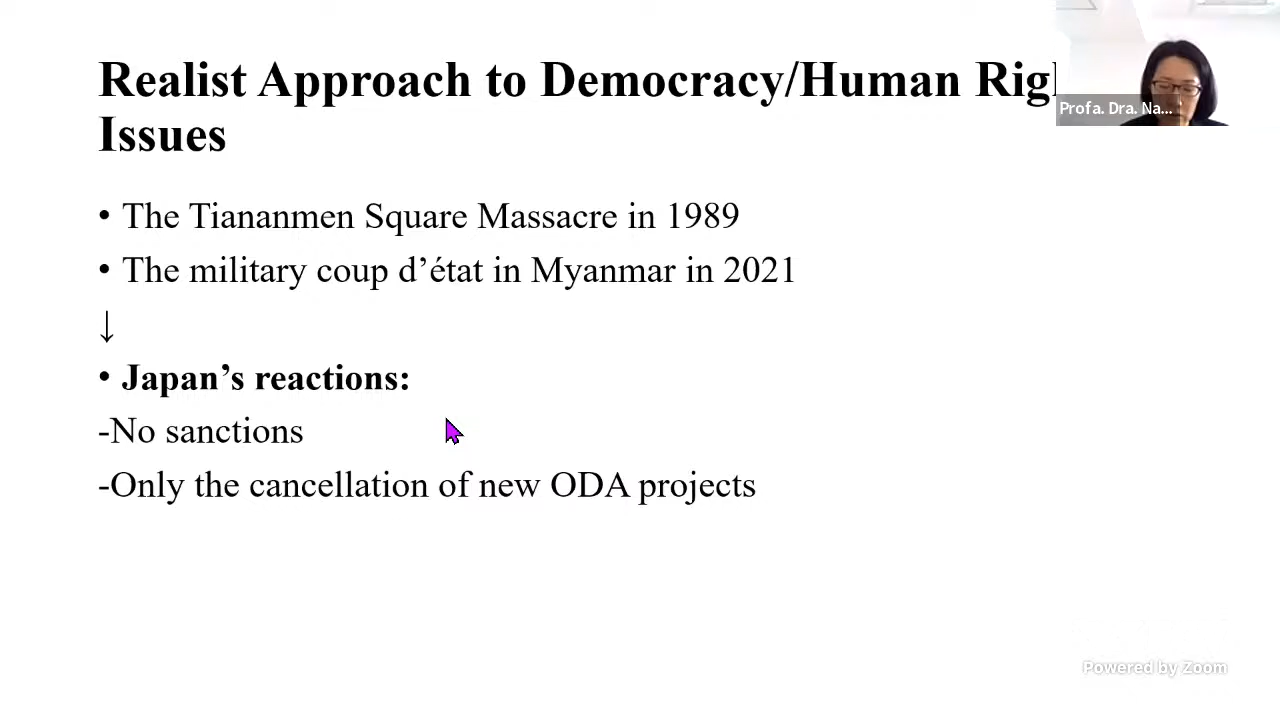 Realist Approach to Democracy/Human
Issues
Profa. Dra. Na...
• The Tiananmen Square Massacre in 1989
• The military coup d’état in Myanmar in 2021
↓
• Japan’s reactions:
-No sanctions
-Only the cancellation of new ODA projects
Powered by Zoom